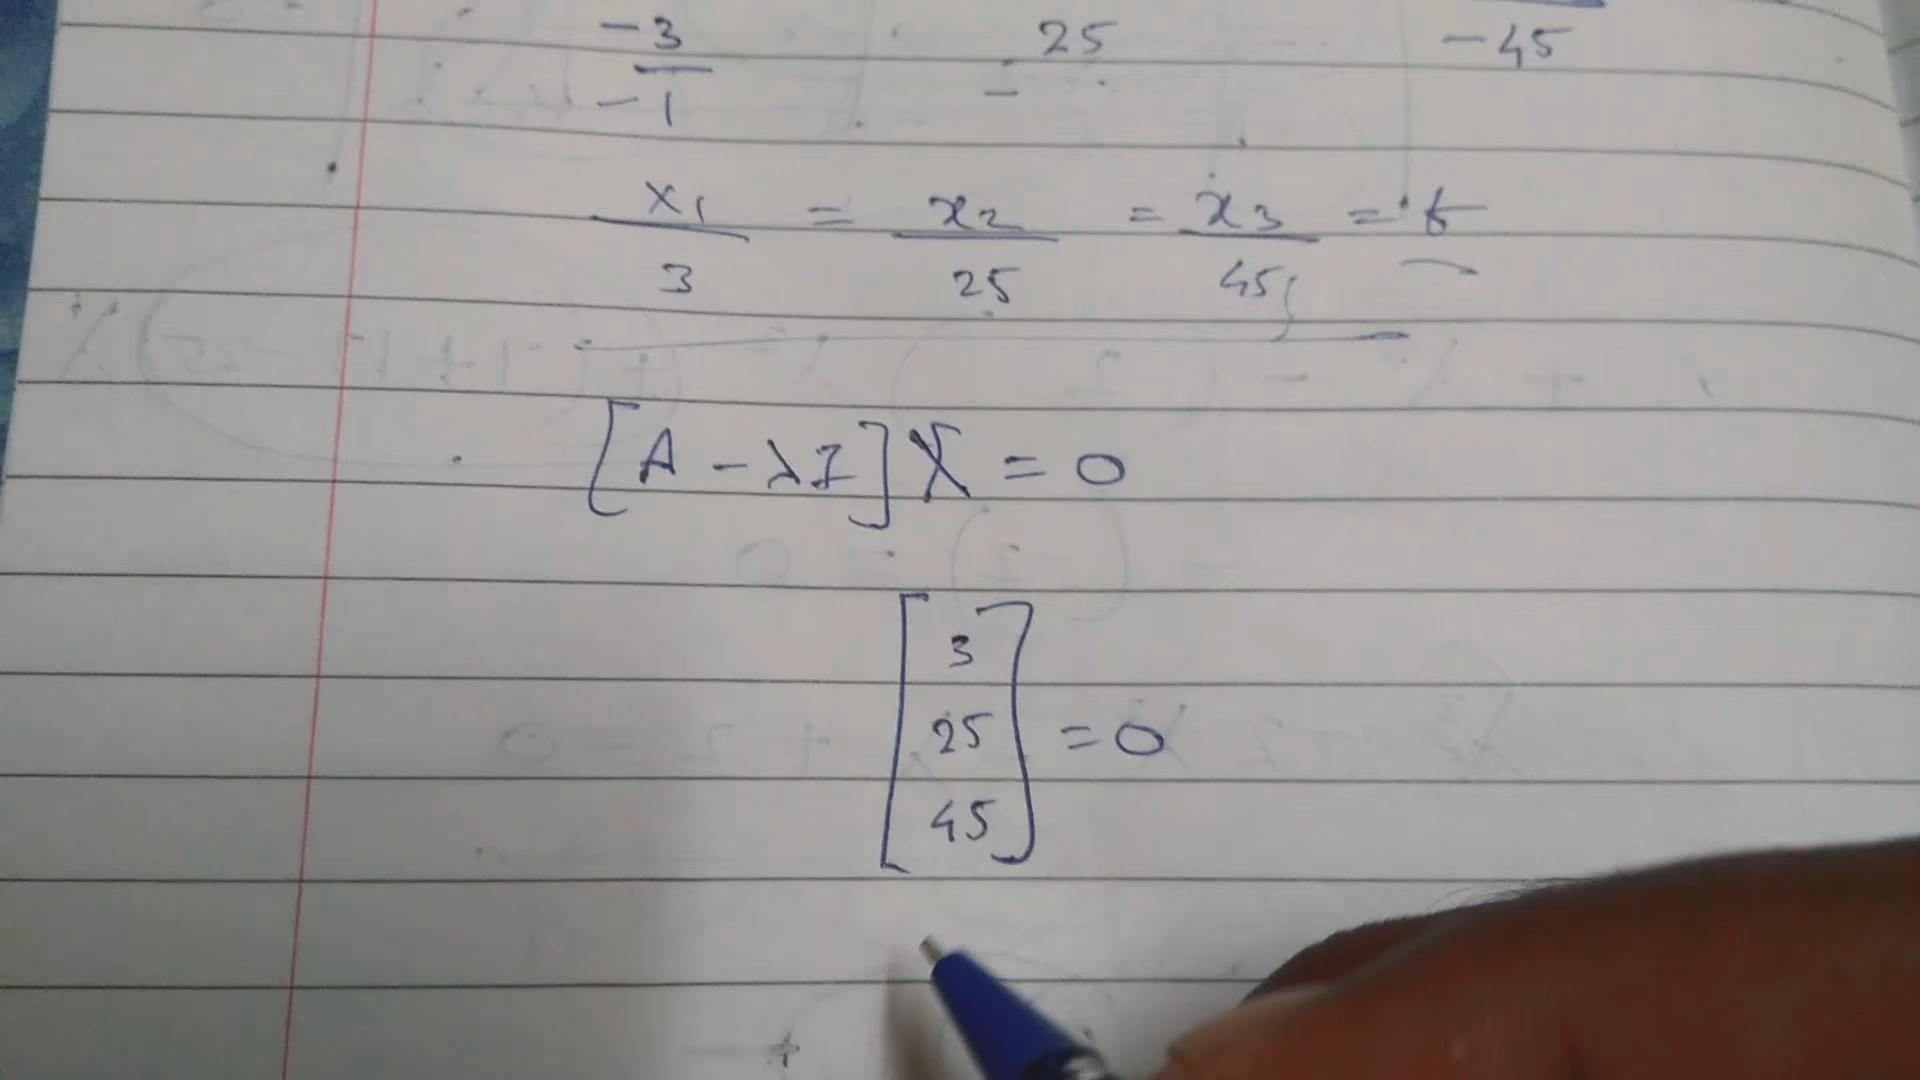 -3 25 -45
-1 -
x1 = x2 = x3 = t
3 25 45
[A - λI] X = 0
[3
25 = 0
45]